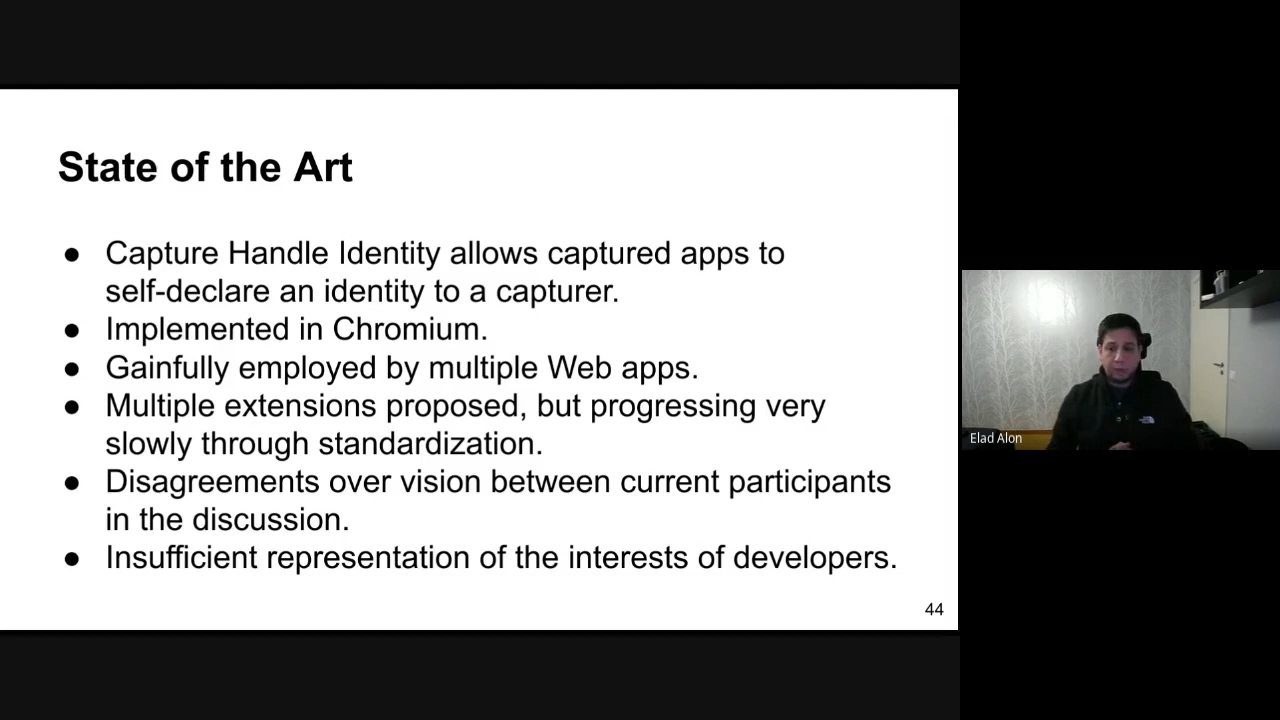 State of the Art
● Capture Handle Identity allows captured apps to
self-declare an identity to a capturer.
● Implemented in Chromium.
● Gainfully employed by multiple Web apps.
● Multiple extensions proposed, but progressing very
slowly through standardization.
● Disagreements over vision between current participants
in the discussion.
● Insufficient representation of the interests of developers.
44
Elad Alon